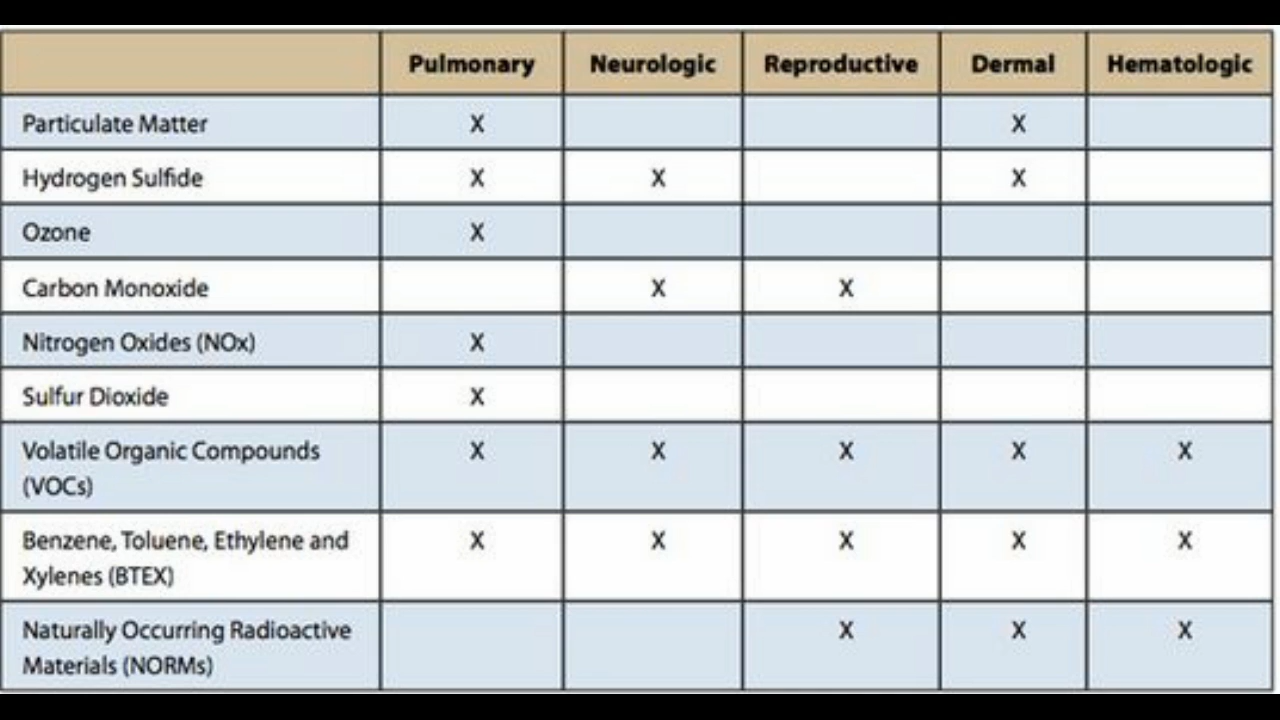 Pulmonary Neurologic Reproductive Dermal Hematologic
Particulate Matter X X
Hydrogen Sulfide X X X
Ozone X
Carbon Monoxide X X
Nitrogen Oxides (NOx) X
Sulfur Dioxide X
Volatile Organic Compounds X X X X X
(VOCs)
Benzene, Toluene, Ethylene and X X X X X
Xylenes (BTEX)
Naturally Occurring Radioactive X X X
Materials (NORMs)